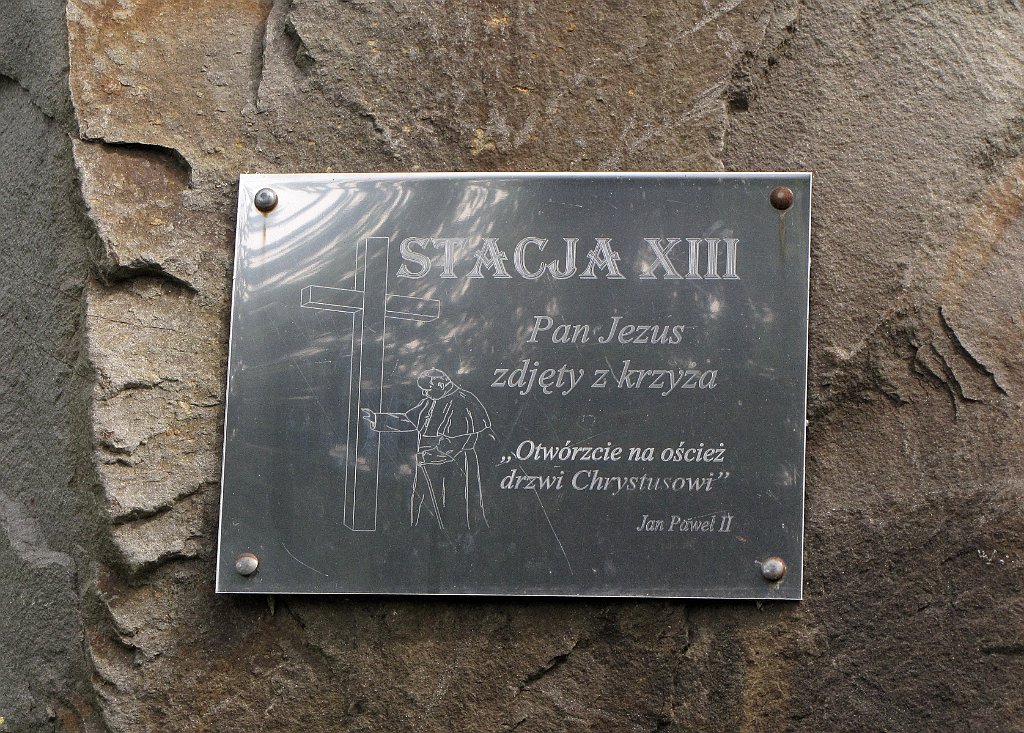 STACJA XIII
Pan Jezus
zdjęty z krzyża
„Otwórzcie na oścież
drzwi Chrystusowi”
Jan Paweł II